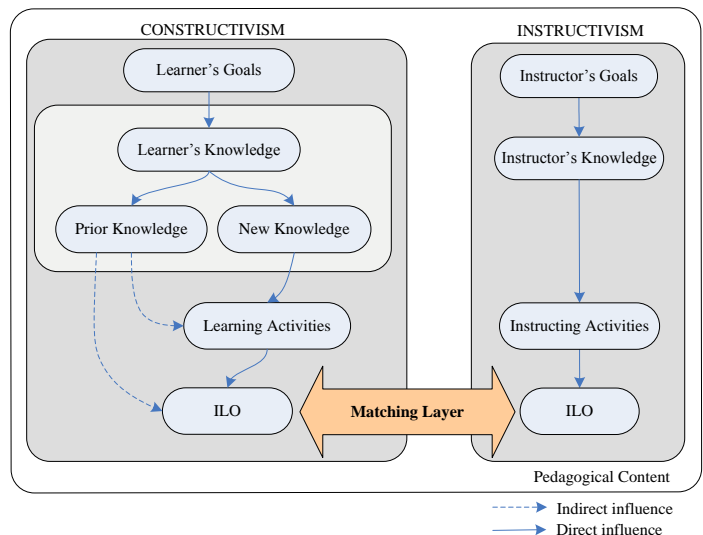 CONSTRUCTIVISM
Learner's Goals
Learner's Knowledge
Prior Knowledge
New Knowledge
Learning Activities
ILO
Matching Layer
INSTRUCTIVISM
Instructor's Goals
Instructor's Knowledge
Instructing Activities
ILO
Pedagogical Content
Indirect influence
Direct influence